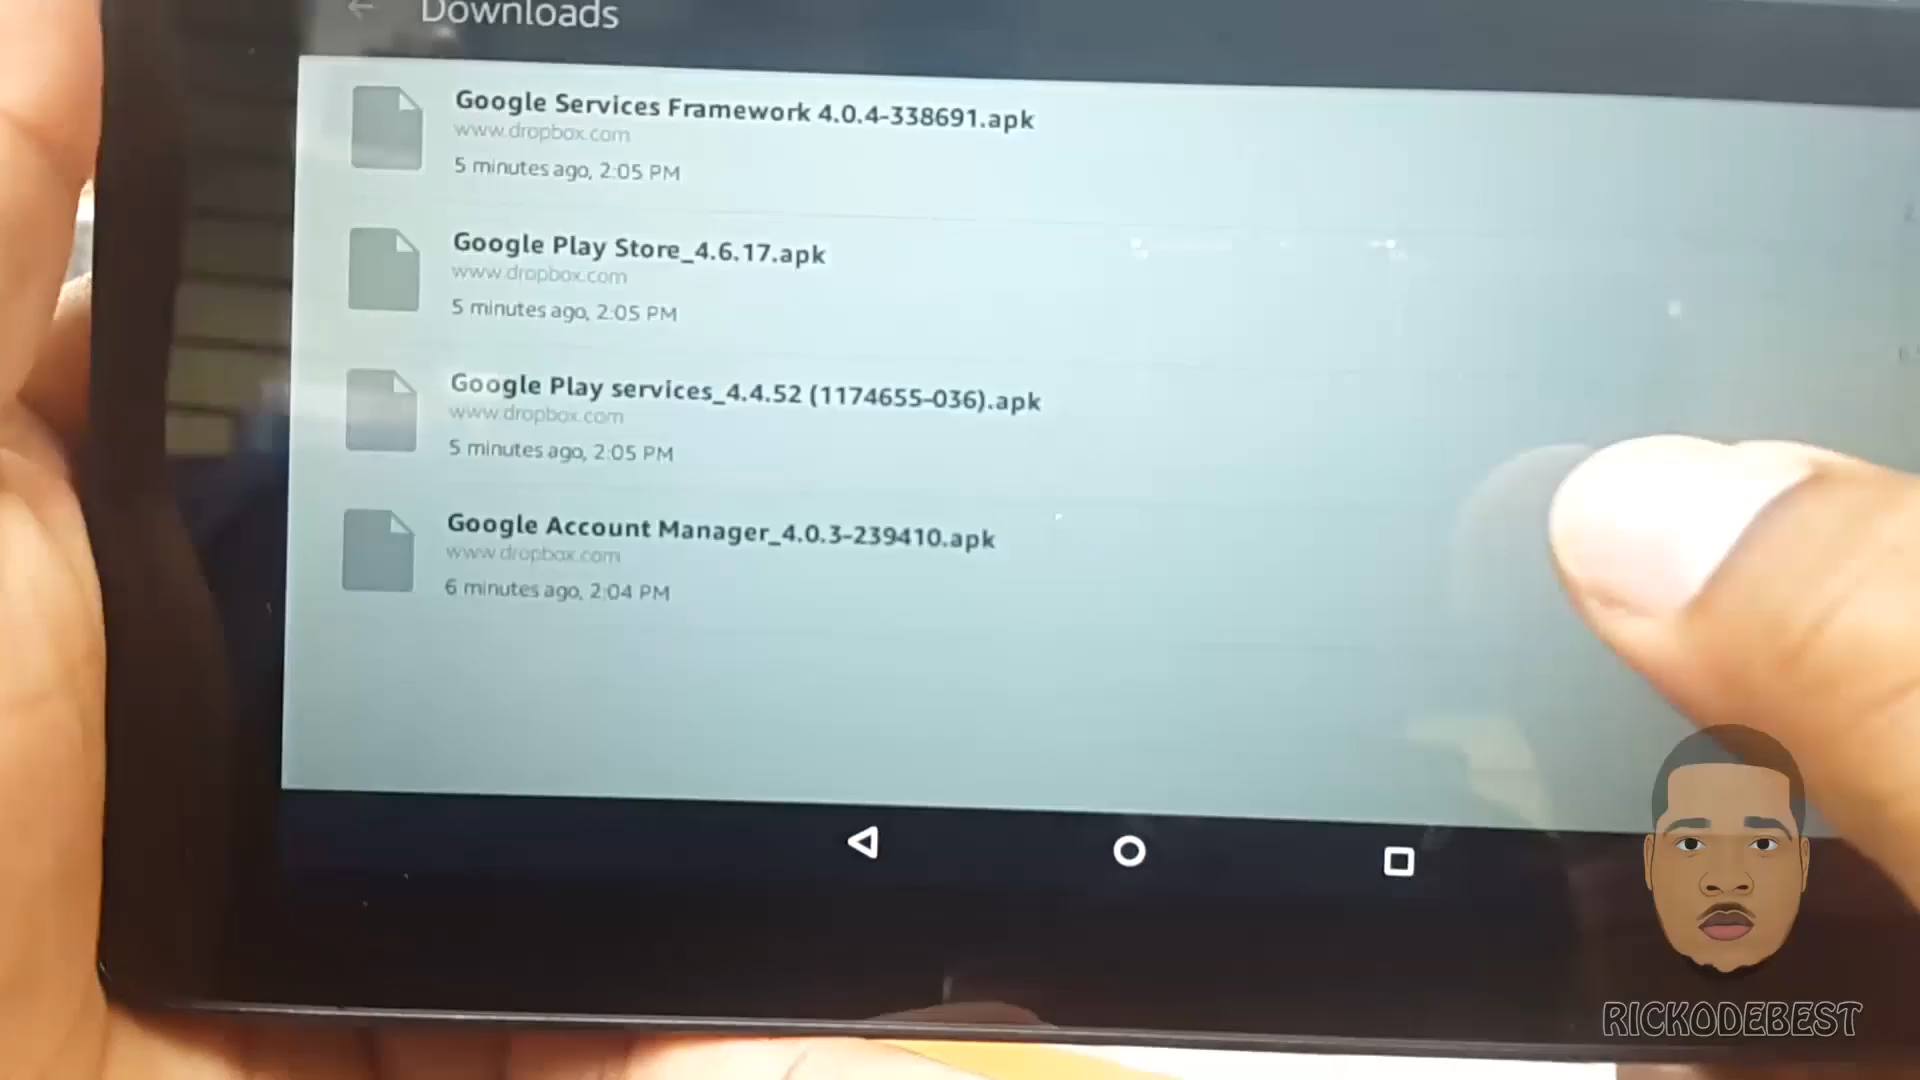 Downloads
Google Services Framework 4.0.4-338691.apk
www.dropbox.com
5 minutes ago, 2:05 PM
Google Play Store_4.6.17.apk
www.dropbox.com
5 minutes ago, 2:05 PM
Google Play services_4.4.52 (1174655-036).apk
www.dropbox.com
5 minutes ago, 2:05 PM
Google Account Manager_4.0.3-239410.apk
www.dropbox.com
6 minutes ago, 2:04 PM
RICKODEBEST